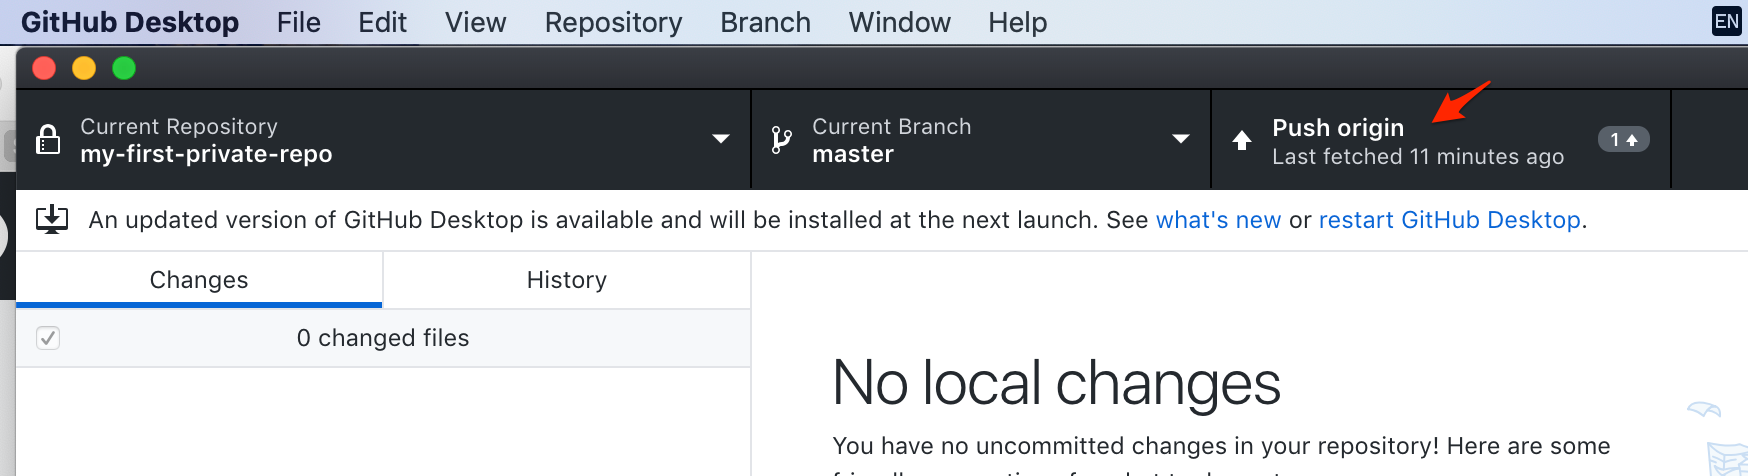 GitHub Desktop File Edit View Repository Branch Window Help EN
Current Repository
my-first-private-repo
Current Branch
master
Push origin
Last fetched 11 minutes ago
1
An updated version of GitHub Desktop is available and will be installed at the next launch. See what's new or restart GitHub Desktop.
Changes History
0 changed files
No local changes
You have no uncommitted changes in your repository! Here are some